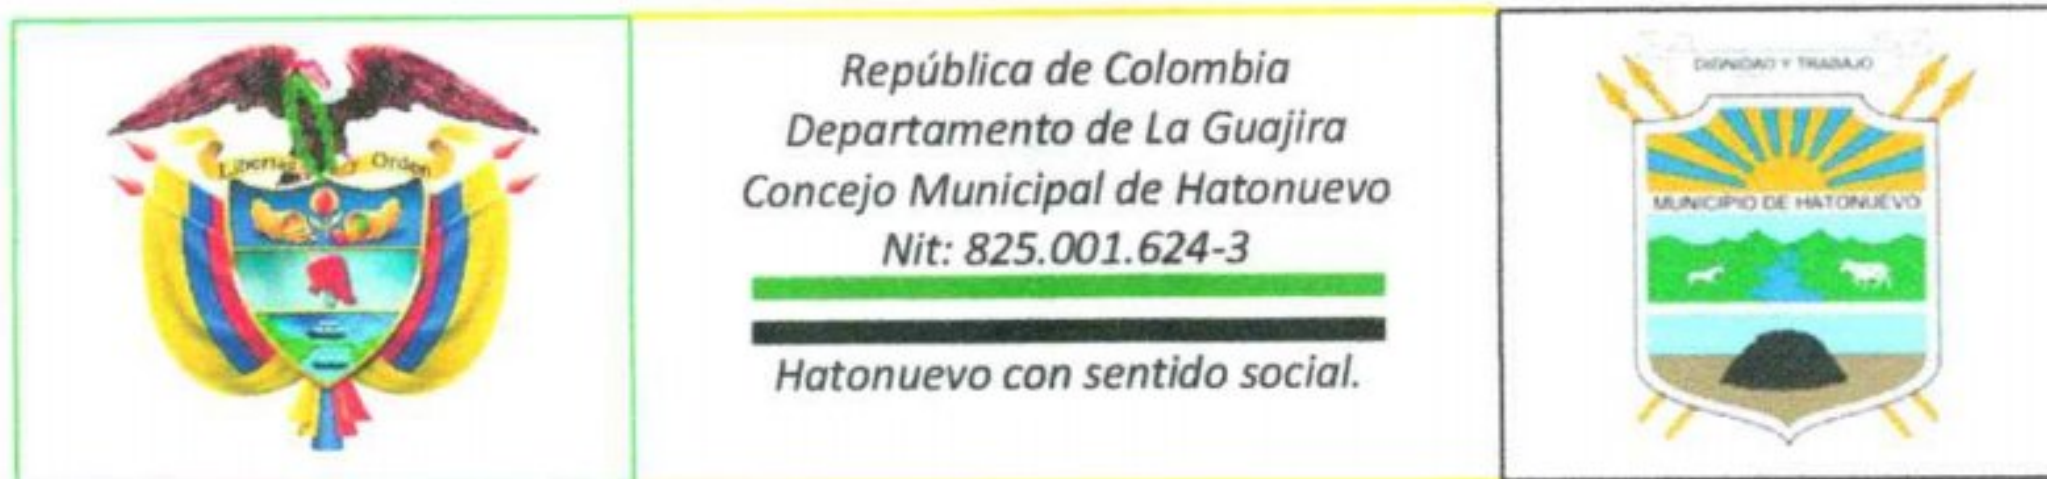 Libertad y Orden
República de Colombia
Departamento de La Guajira
Concejo Municipal de Hatonuevo
Nit: 825.001.624-3
Hatonuevo con sentido social.
DIGNIDAD Y TRABAJO
MUNICIPIO DE HATONUEVO